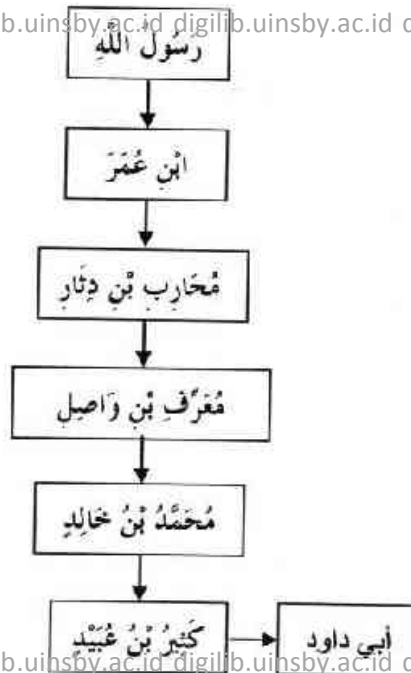 b.uinsby.ac.id digilib.uinsby.ac.id d
رَسُولُ اللَّهِ
ابْنِ عُمَرَ
مُحَارِبِ بْنِ دِثَارٍ
مُعَرِّفِ بْنِ وَاصِلٍ
مُحَمَّدُ بْنُ خَالِدٍ
كَثِيرُ بْنُ عُبَيْدٍ
أبي داود
b.uinsby.ac.id digilib.uinsby.ac.id d